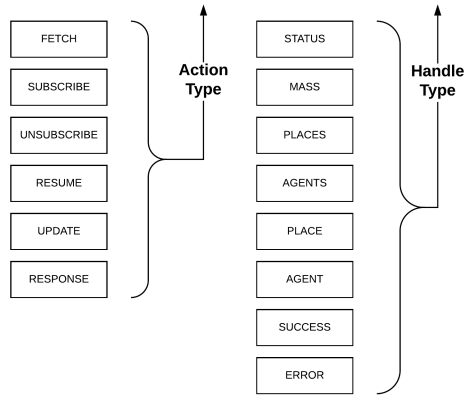 FETCH
SUBSCRIBE
UNSUBSCRIBE
RESUME
UPDATE
RESPONSE
Action
Type
STATUS
MASS
PLACES
AGENTS
PLACE
AGENT
SUCCESS
ERROR
Handle
Type